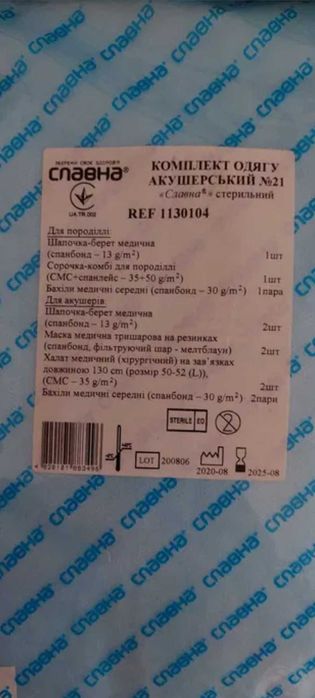 ЗБЕРЕЖИ СВОЄ ЗДОРОВ'Я
СЛАВНА®
UA.TR.002
КОМПЛЕКТ ОДЯГУ
АКУШЕРСЬКИЙ №21
«Славна®» стерильний
REF 1130104
Для породіллі
Шапочка-берет медична
(спанбонд – 13 g/m²) 1шт
Сорочка-комбі для породіллі
(СМС+спанлейс – 35+50 g/m²) 1шт
Бахіли медичні середні (спанбонд – 30 g/m²) 1пара
Для акушерів
Шапочка-берет медична
(спанбонд – 13 g/m²) 2шт
Маска медична тришарова на резинках
(спанбонд, фільтруючий шар - мелтблаун) 2шт
Халат медичний (хірургічний) на зав'язках
довжиною 130 cm (розмір 50-52 (L)),
(СМС – 35 g/m²) 2шт
Бахіли медичні середні (спанбонд – 30 g/m²) 2пари
STERILE EO
2
LOT 200806
2020-08
2025-08